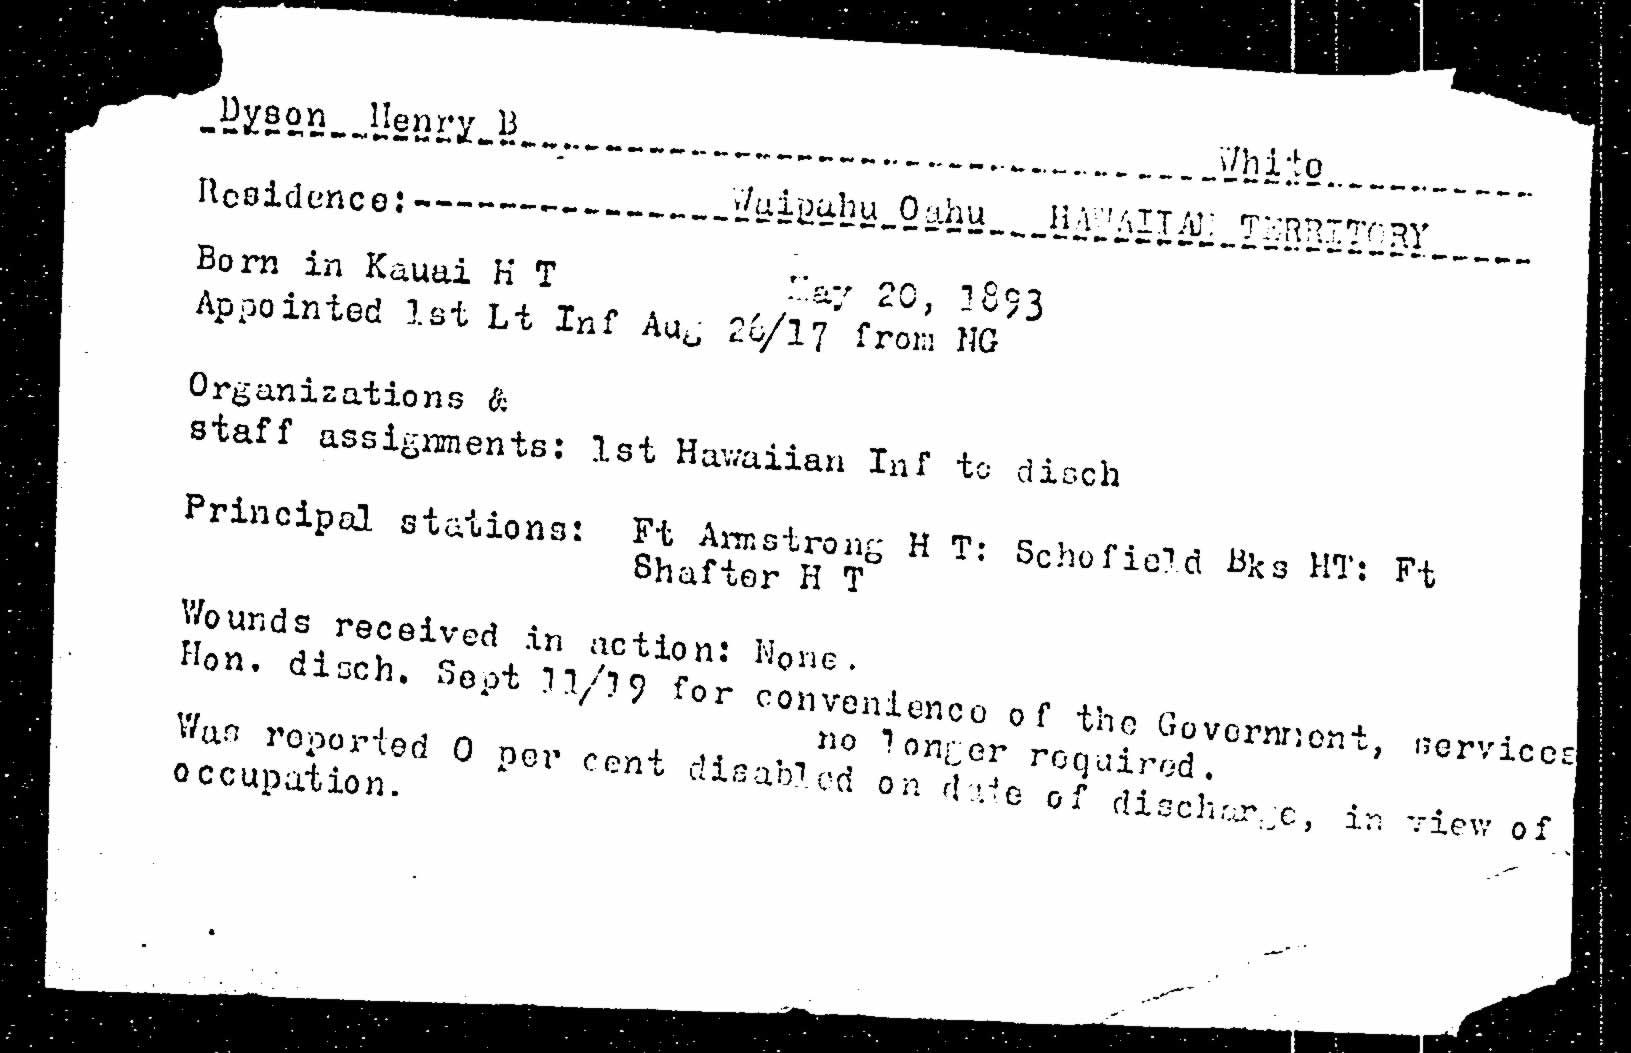 Dyson Henry B White
Residence:--------------- Waipahu Oahu HAWAIIAN TERRITORY
Born in Kauai H T May 20, 1893
Appointed 1st Lt Inf Aug 26/17 from NG
Organizations &
staff assignments: 1st Hawaiian Inf to disch
Principal stations: Ft Armstrong H T: Schofield Bks HT: Ft
Shafter H T
Wounds received in action: None.
Hon. disch. Sept 11/19 for convenience of the Government, services
no longer required.
Was reported 0 per cent disabled on date of discharge, in view of
occupation.